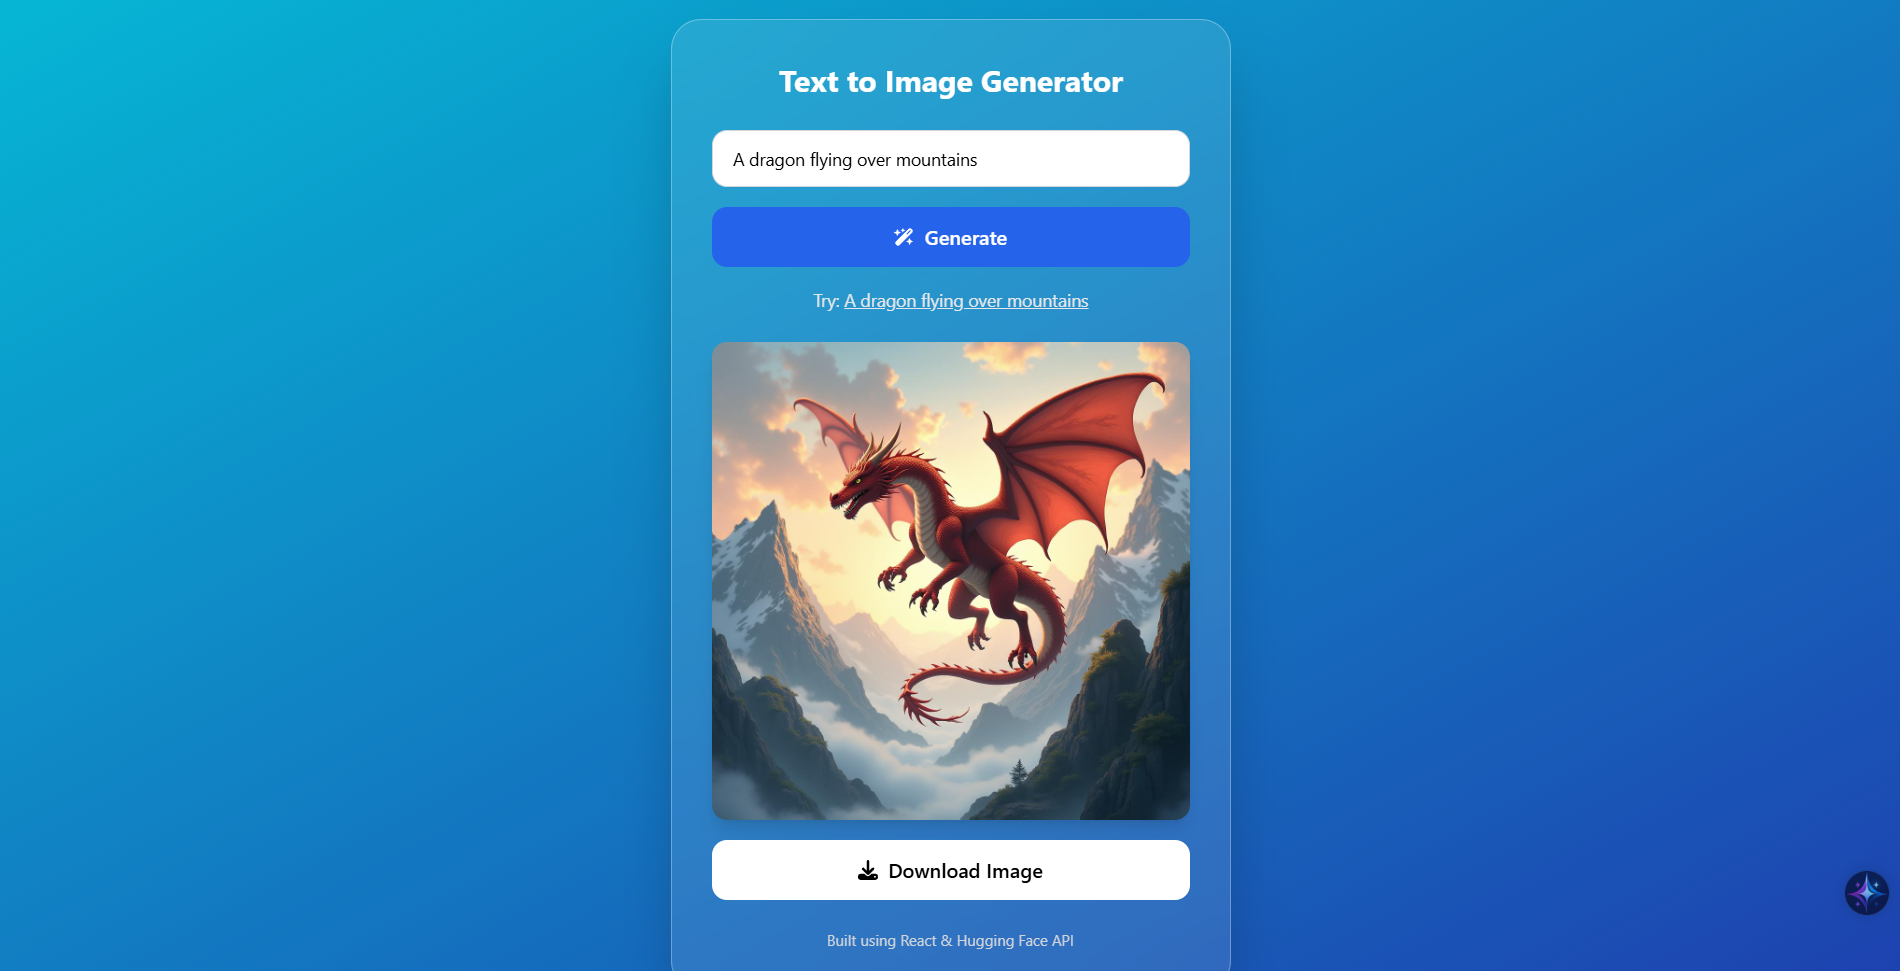 Text to Image Generator
A dragon flying over mountains
Generate
Try: A dragon flying over mountains
Download Image
Built using React & Hugging Face API